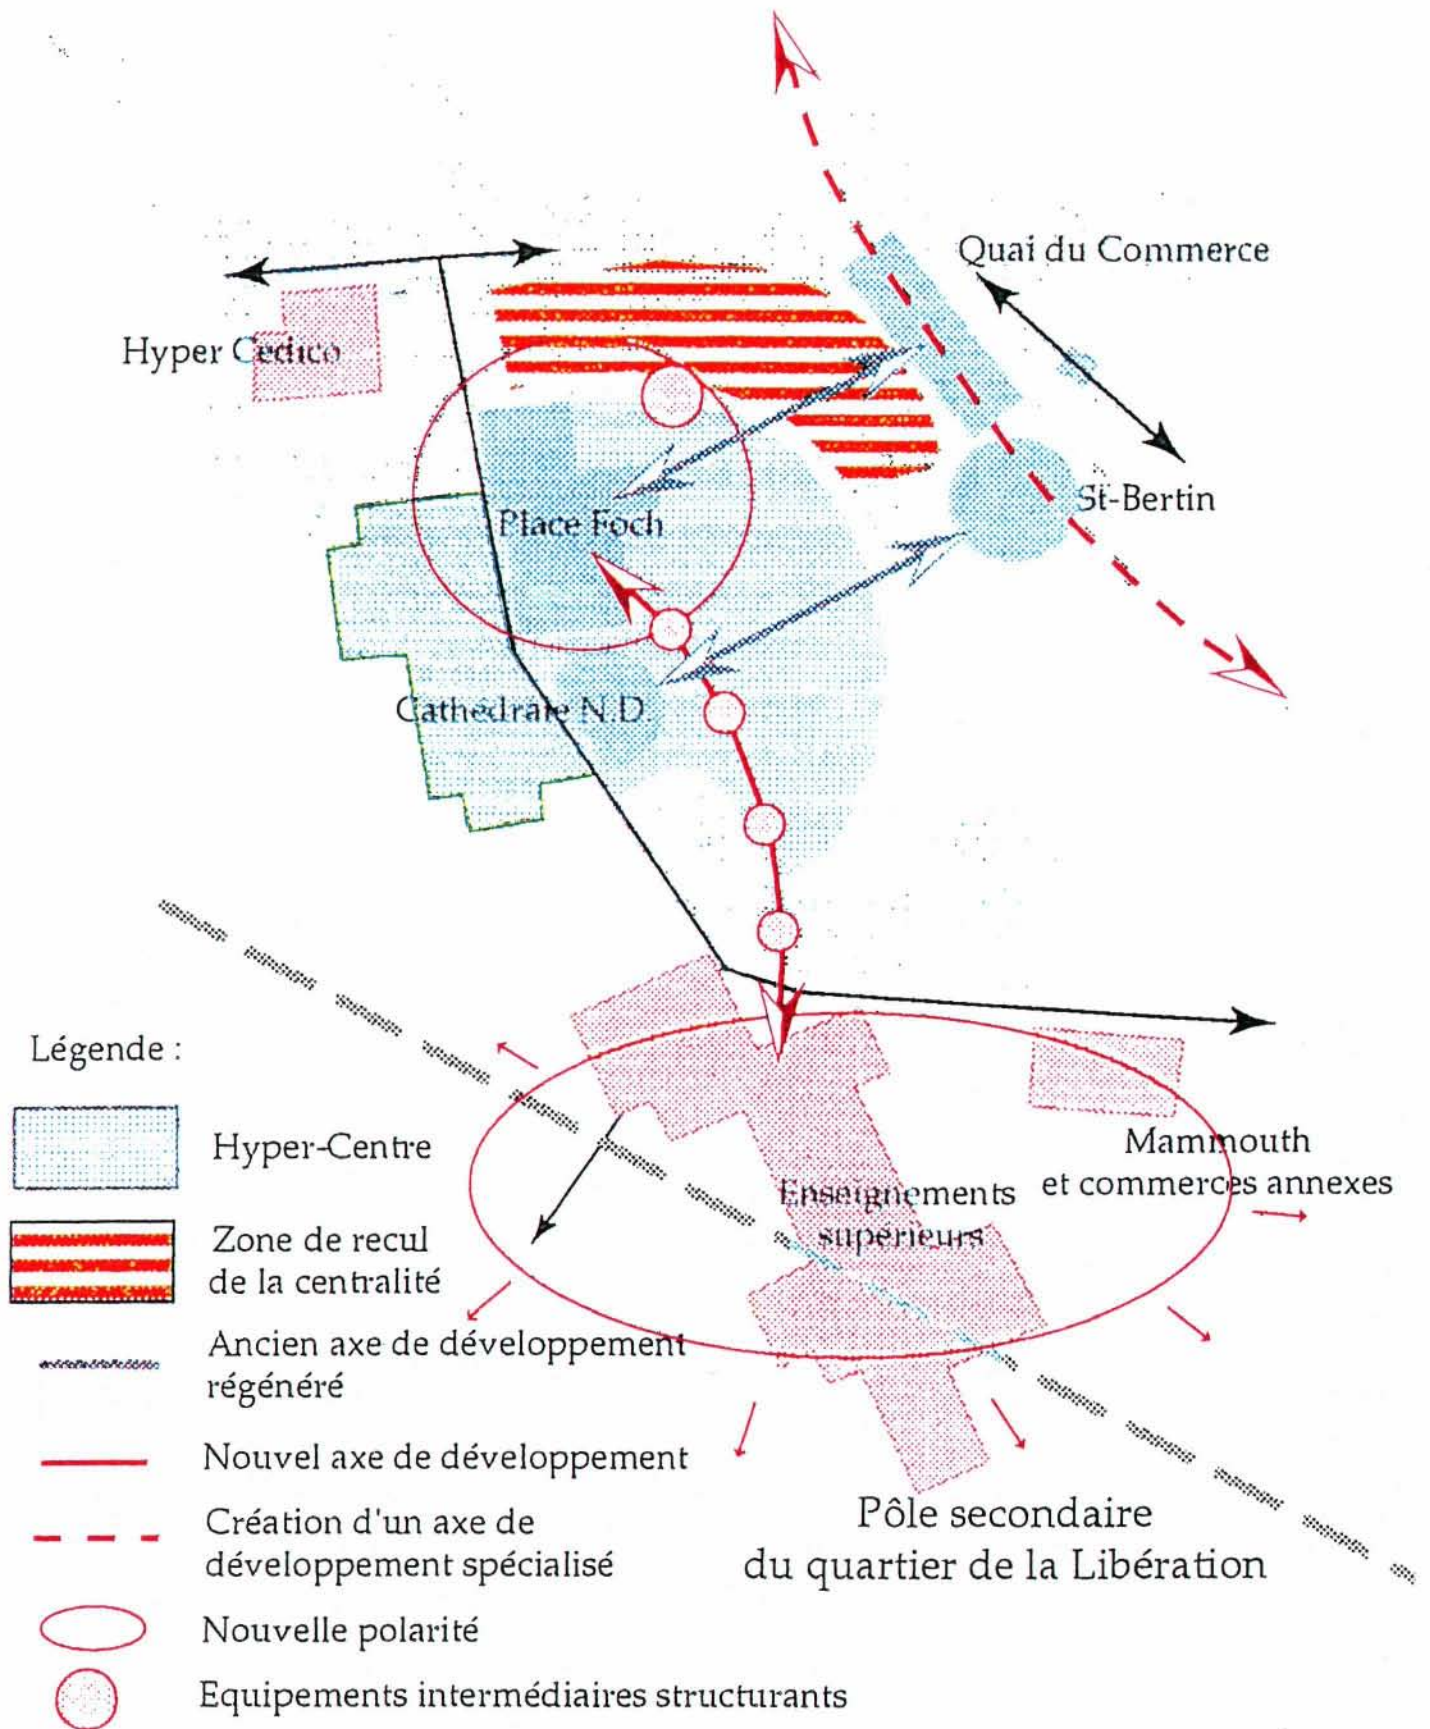 Quai du Commerce
Hyper Cedico
St-Bertin
Place Foch
Cathédrale N.D.
Légende :
Hyper-Centre
Zone de recul
de la centralité
Ancien axe de développement
régénéré
Nouvel axe de développement
Création d'un axe de
développement spécialisé
Nouvelle polarité
Equipements intermédiaires structurants
Mammouth
et commerces annexes
Enseignements
supérieurs
Pôle secondaire
du quartier de la Libération